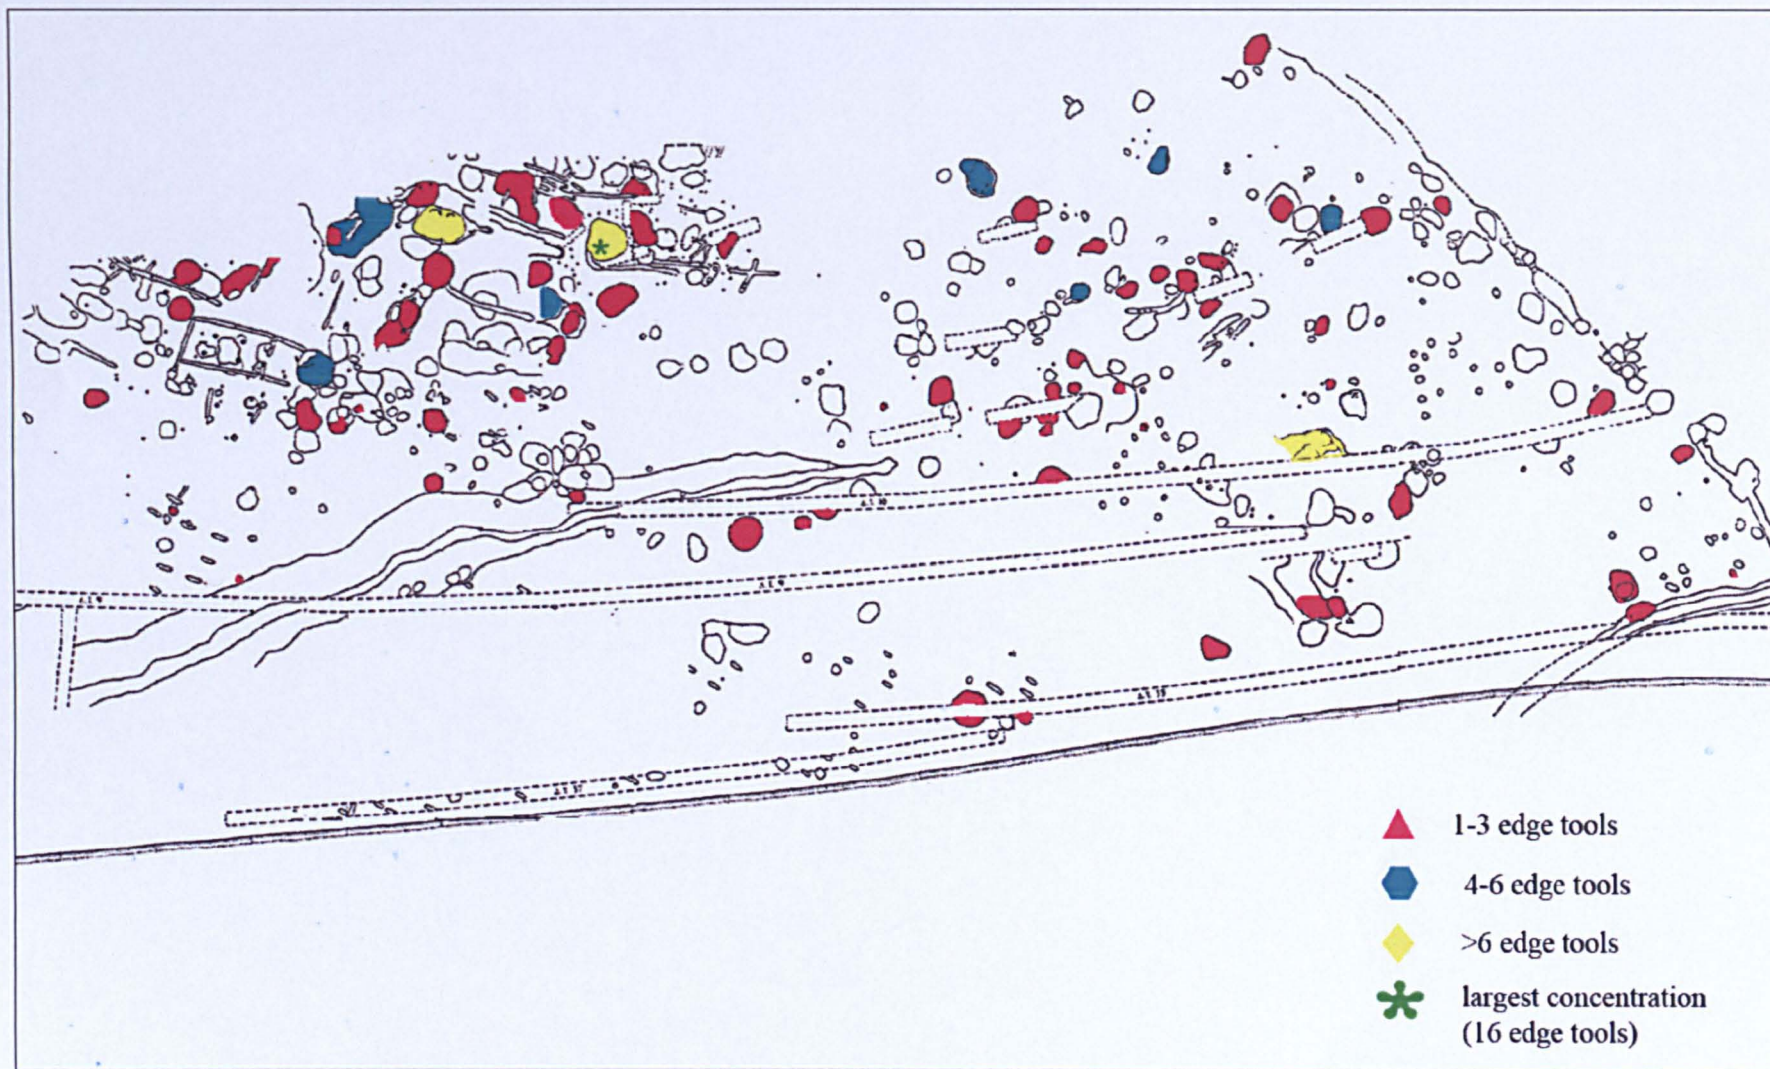 1-3 edge tools
4-6 edge tools
>6 edge tools
largest concentration
(16 edge tools)